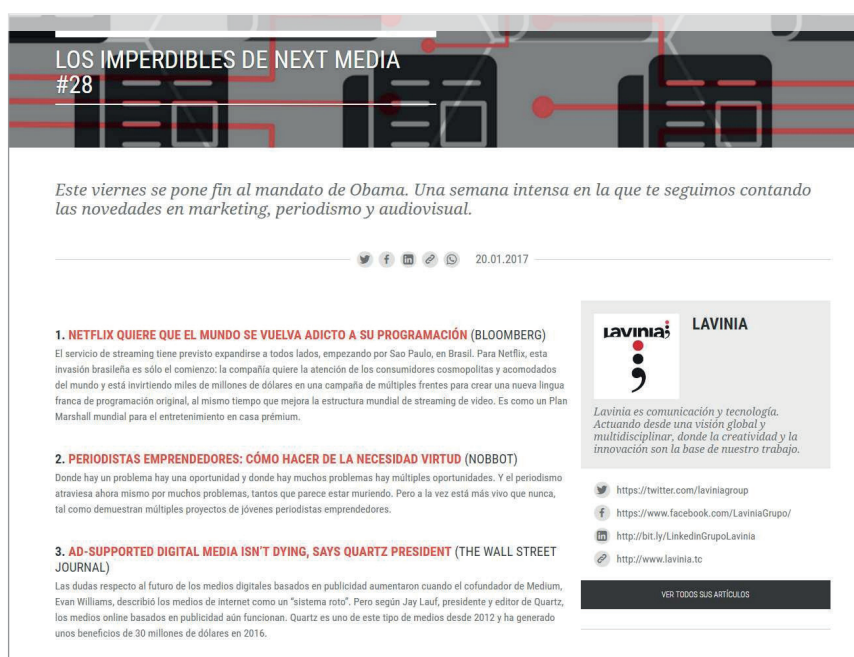 LOS IMPERDIBLES DE NEXT MEDIA
#28
Este viernes se pone fin al mandato de Obama. Una semana intensa en la que te seguimos contando
las novedades en marketing, periodismo y audiovisual.
20.01.2017
1. NETFLIX QUIERE QUE EL MUNDO SE VUELVA ADICTO A SU PROGRAMACIÓN (BLOOMBERG)
El servicio de streaming tiene previsto expandirse a todos lados, empezando por Sao Paulo, en Brasil. Para Netflix, esta
invasión brasileña es sólo el comienzo: la compañía quiere la atención de los consumidores cosmopolitas y acomodados
del mundo y está invirtiendo miles de millones de dólares en una campaña de múltiples frentes para crear una nueva lingua
franca de programación original, al mismo tiempo que mejora la estructura mundial de streaming de video. Es como un Plan
Marshall mundial para el entretenimiento en casa prémium.
2. PERIODISTAS EMPRENDEDORES: CÓMO HACER DE LA NECESIDAD VIRTUD (NOBBOT)
Donde hay un problema hay una oportunidad y donde hay muchos problemas hay múltiples oportunidades. Y el periodismo
atraviesa ahora mismo por muchos problemas, tantos que parece estar muriendo. Pero a la vez está más vivo que nunca,
tal como demuestran múltiples proyectos de jóvenes periodistas emprendedores.
3. AD-SUPPORTED DIGITAL MEDIA ISN'T DYING, SAYS QUARTZ PRESIDENT (THE WALL STREET
JOURNAL)
Las dudas respecto al futuro de los medios digitales basados en publicidad aumentaron cuando el cofundador de Medium,
Evan Williams, describió los medios de internet como un "sistema roto". Pero según Jay Lauf, presidente y editor de Quartz,
los medios online basados en publicidad aún funcionan. Quartz es uno de este tipo de medios desde 2012 y ha generado
unos beneficios de 30 millones de dólares en 2016.
LAVINIA
LAVINIA
Lavinia es comunicación y tecnología.
Actuando desde una visión global y
multidisciplinar, donde la creatividad y la
innovación son la base de nuestro trabajo.
https://twitter.com/laviniagroup
https://www.facebook.com/LaviniaGrupo/
http://bit.ly/LinkedinGrupoLavinia
http://www.lavinia.tc
VER TODOS SUS ARTÍCULOS